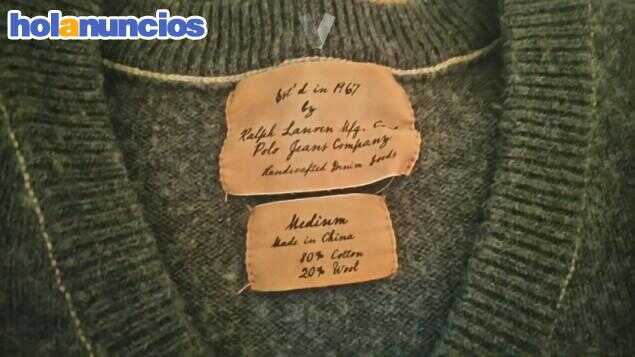 holanuncios
Est'd in 1967
by
Ralph Lauren Mfg. Co
Polo Jeans Company
Handcrafted Denim Goods
Medium
Made in China
80% Cotton
20% Wool